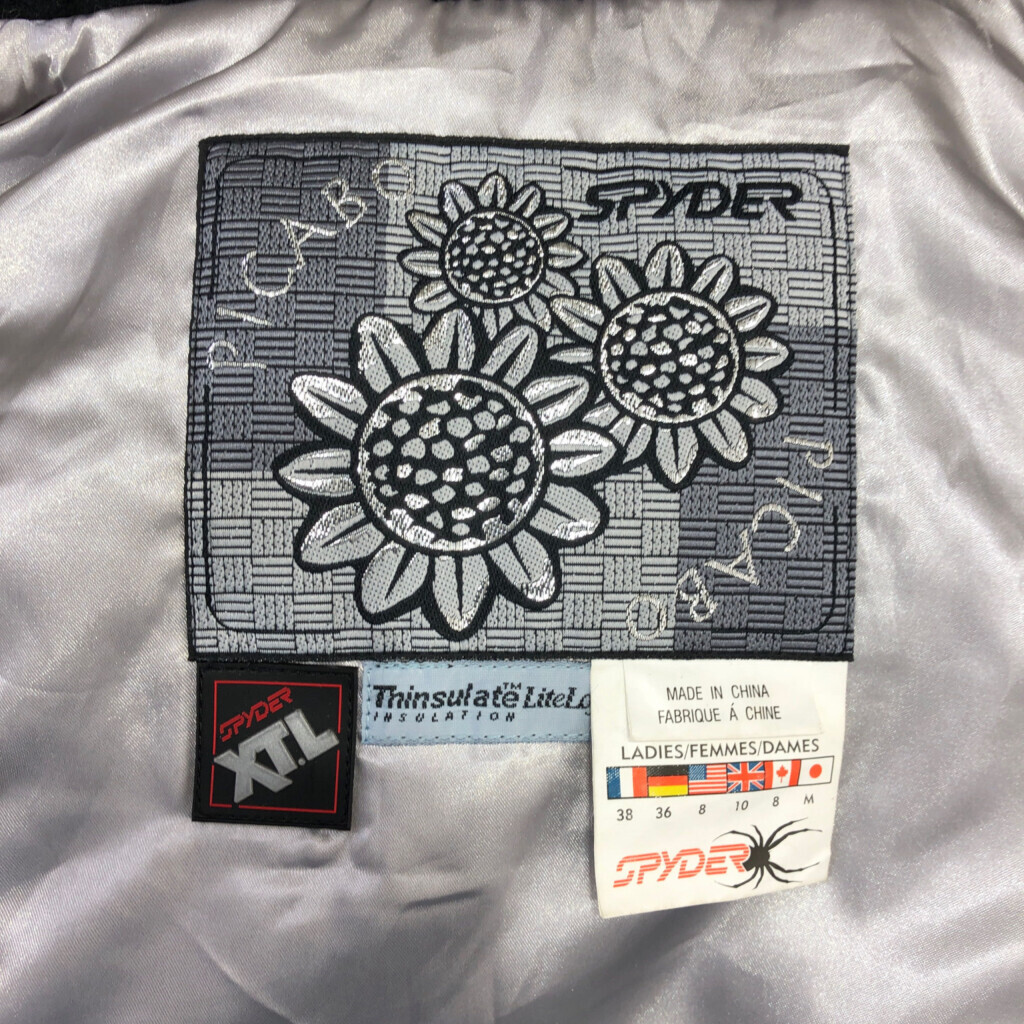 PICABO
SPYDER
PICABO
SPYDER
XT.L
Thinsulate™ LiteLo
INSULATION
MADE IN CHINA
FABRIQUE Á CHINE
LADIES/FEMMES/DAMES
38 36 8 10 8 M
SPYDER